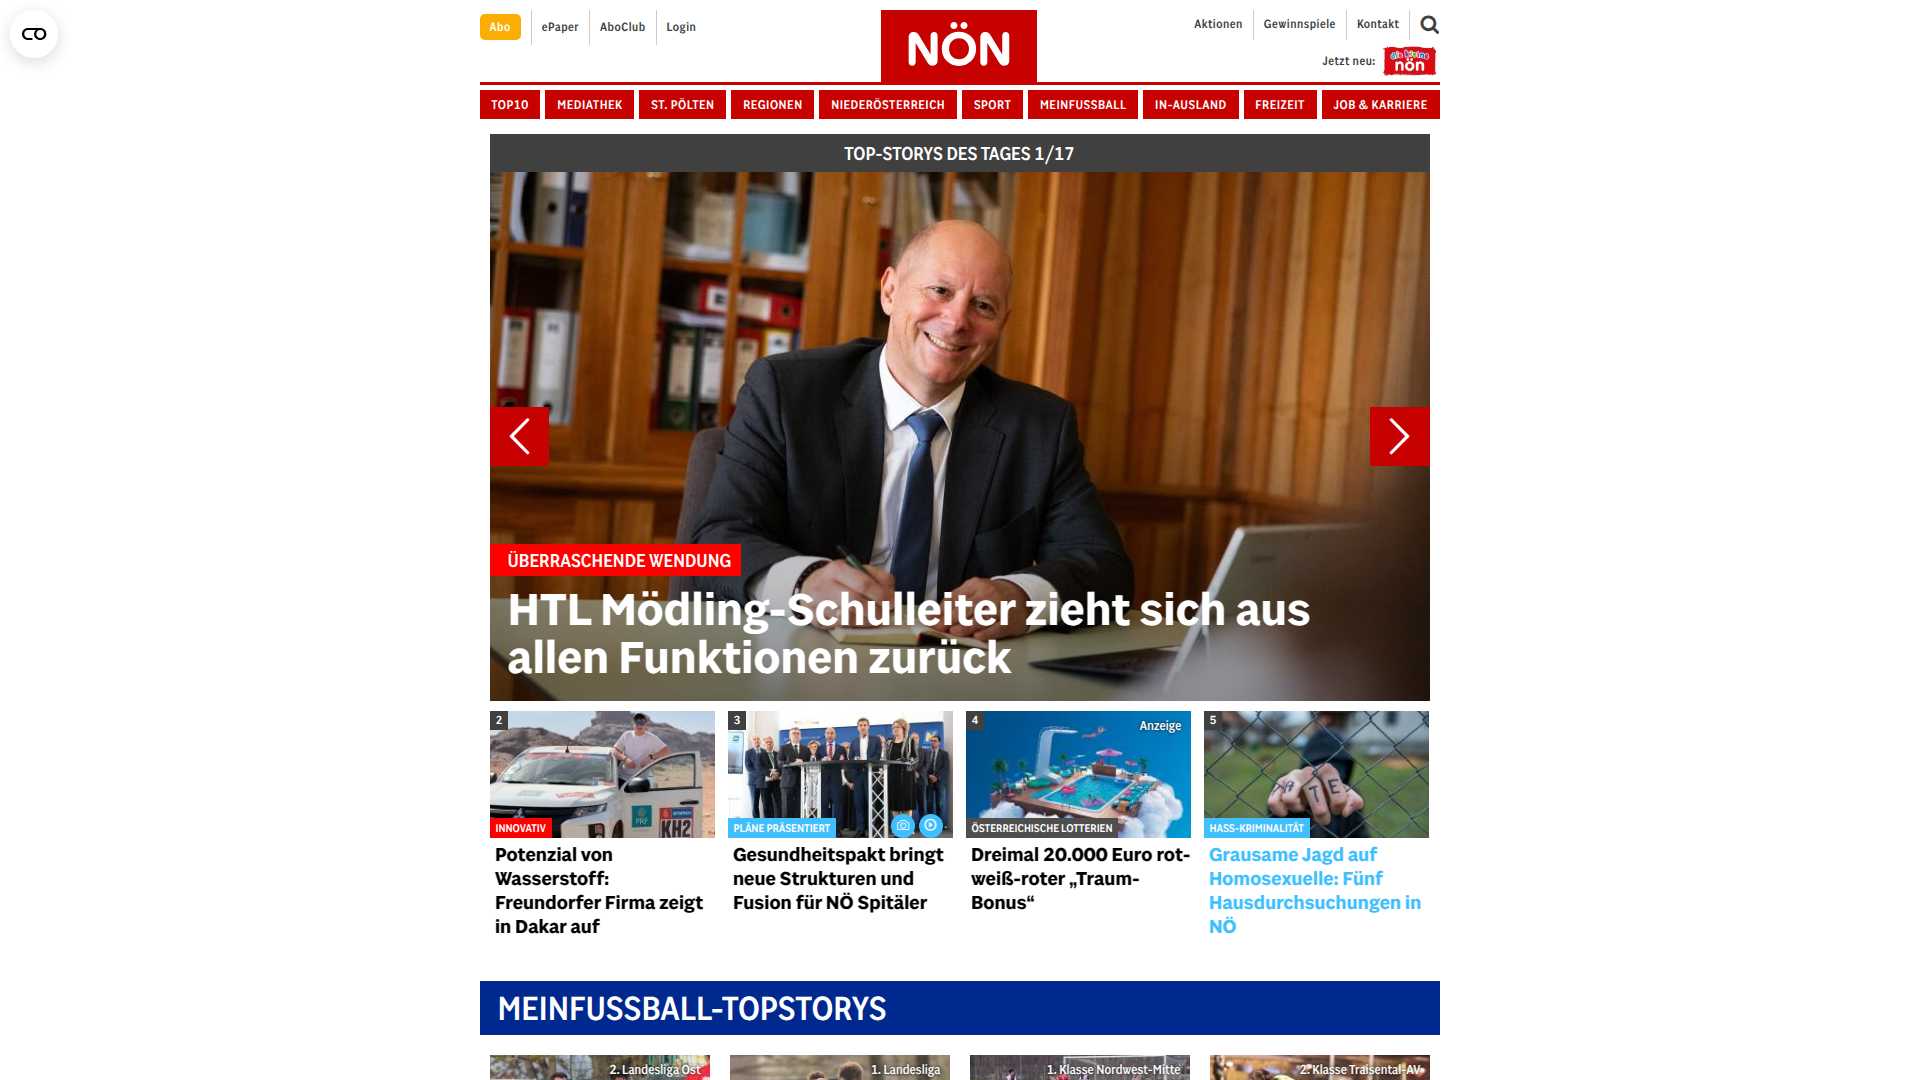 Abo
ePaper
AboClub
Login
NÖN
Aktionen
Gewinnspiele
Kontakt
Jetzt neu:
die kleine
nön
TOP10
MEDIATHEK
ST. PÖLTEN
REGIONEN
NIEDERÖSTERREICH
SPORT
MEINFUSSBALL
IN-AUSLAND
FREIZEIT
JOB & KARRIERE
TOP-STORYS DES TAGES 1/17
ÜBERRASCHENDE WENDUNG
HTL Mödling-Schulleiter zieht sich aus
allen Funktionen zurück
2
KH2
INNOVATIV
Potenzial von
Wasserstoff:
Freundorfer Firma zeigt
in Dakar auf
3
PLÄNE PRÄSENTIERT
Gesundheitspakt bringt
neue Strukturen und
Fusion für NÖ Spitäler
4
Anzeige
ÖSTERREICHISCHE LOTTERIEN
Dreimal 20.000 Euro rot-
weiß-roter „Traum-
Bonus“
5
HASS-KRIMINALITÄT
Grausame Jagd auf
Homosexuelle: Fünf
Hausdurchsuchungen in
NÖ
MEINFUSSBALL-TOPSTORYS
2. Landesliga Ost
1. Landesliga
1. Klasse Nordwest-Mitte
2. Klasse Traisental-AV